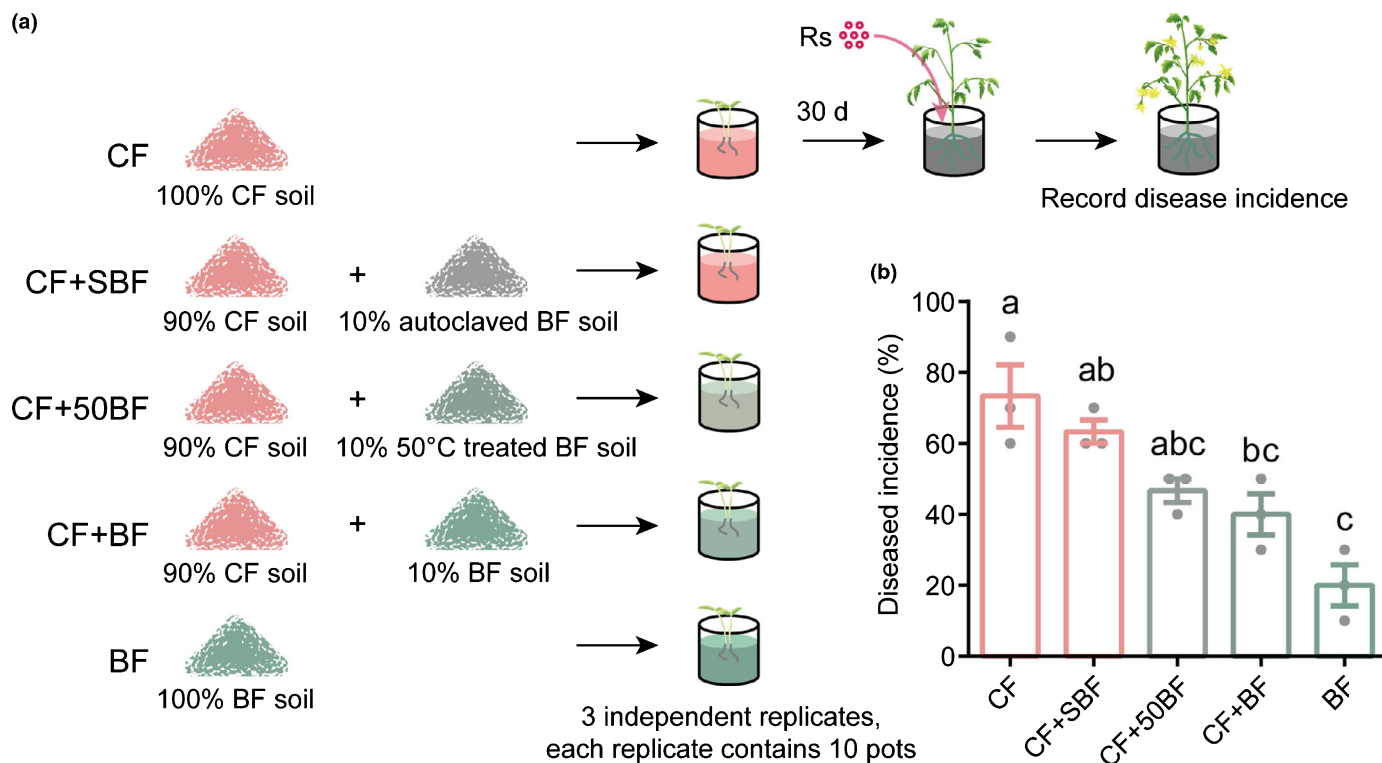 (a)
Rs
30 d
CF
100% CF soil
Record disease incidence
CF+SBF
+
90% CF soil
10% autoclaved BF soil
CF+50BF
+
90% CF soil
10% 50°C treated BF soil
CF+BF
+
90% CF soil
10% BF soil
BF
100% BF soil
3 independent replicates,
each replicate contains 10 pots
(b)
Diseased incidence (%)
100
80
60
40
20
0
a
ab
abc
bc
c
CF
CF+SBF
CF+50BF
CF+BF
BF